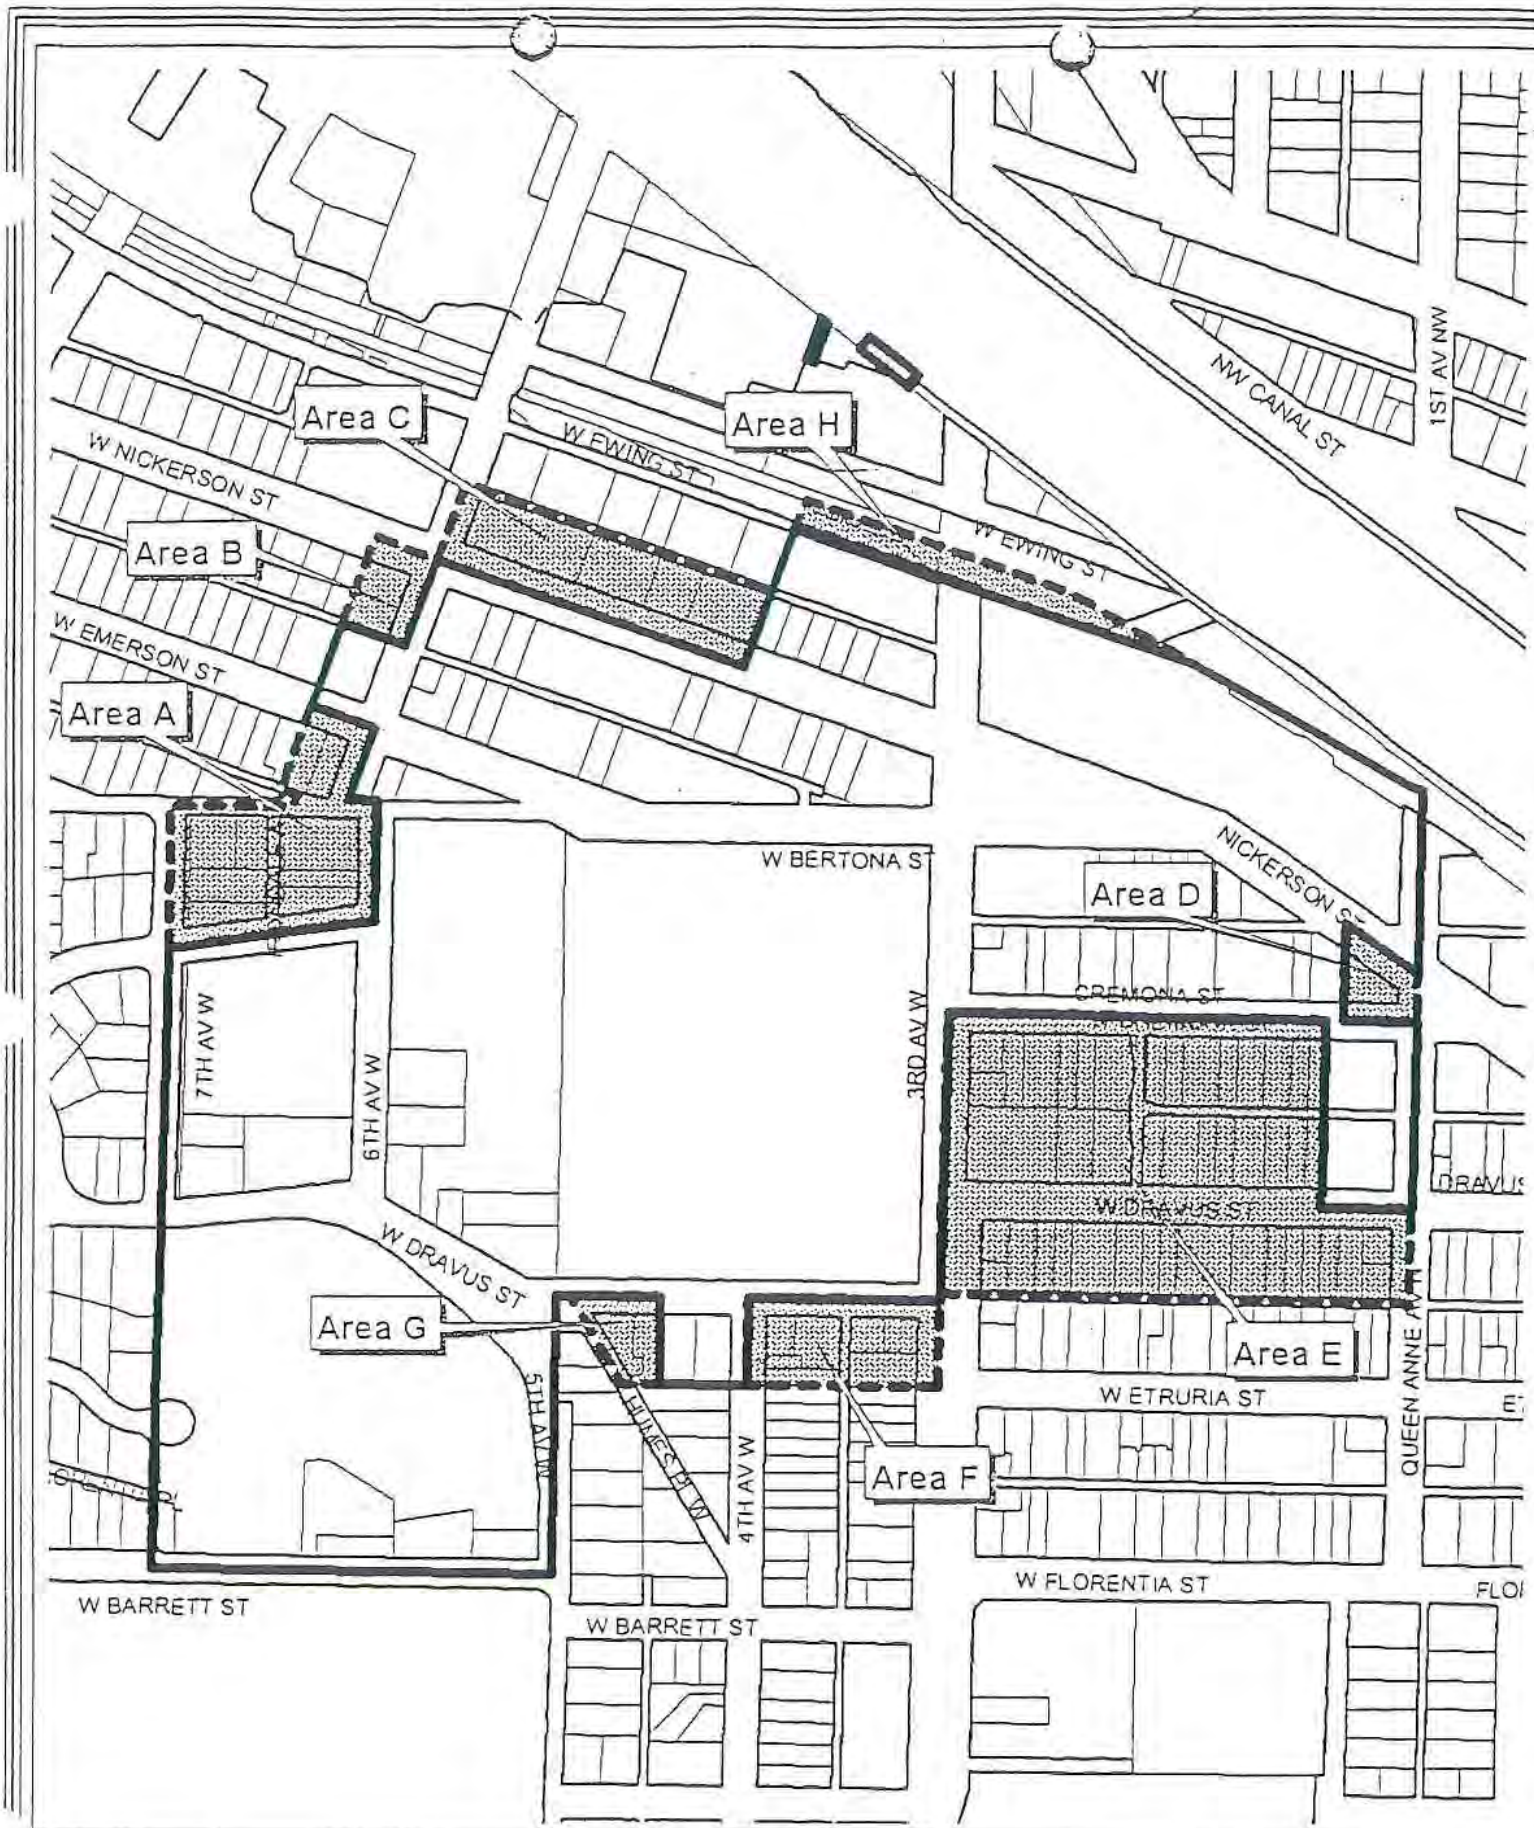 1ST AV NW
NW CANAL ST
Area C
Area H
W EWING ST
W NICKERSON ST
W EWING ST
Area B
W EMERSON ST
Area A
W BERTONA ST
NICKERSON ST
Area D
CREMONA ST
7TH AV W
6TH AV W
3RD AV W
DRAVUS
W DRAVUS ST
W DRAVUS ST
Area G
Area E
5TH AV W
HUMES PL W
4TH AV W
Area F
W ETRURIA ST
QUEEN ANNE AV
W FLORENTIA ST
W BARRETT ST
W BARRETT ST